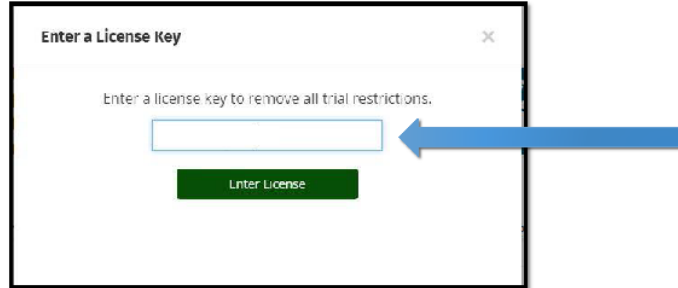 Enter a License Key
Enter a license key to remove all trial restrictions.
Enter License